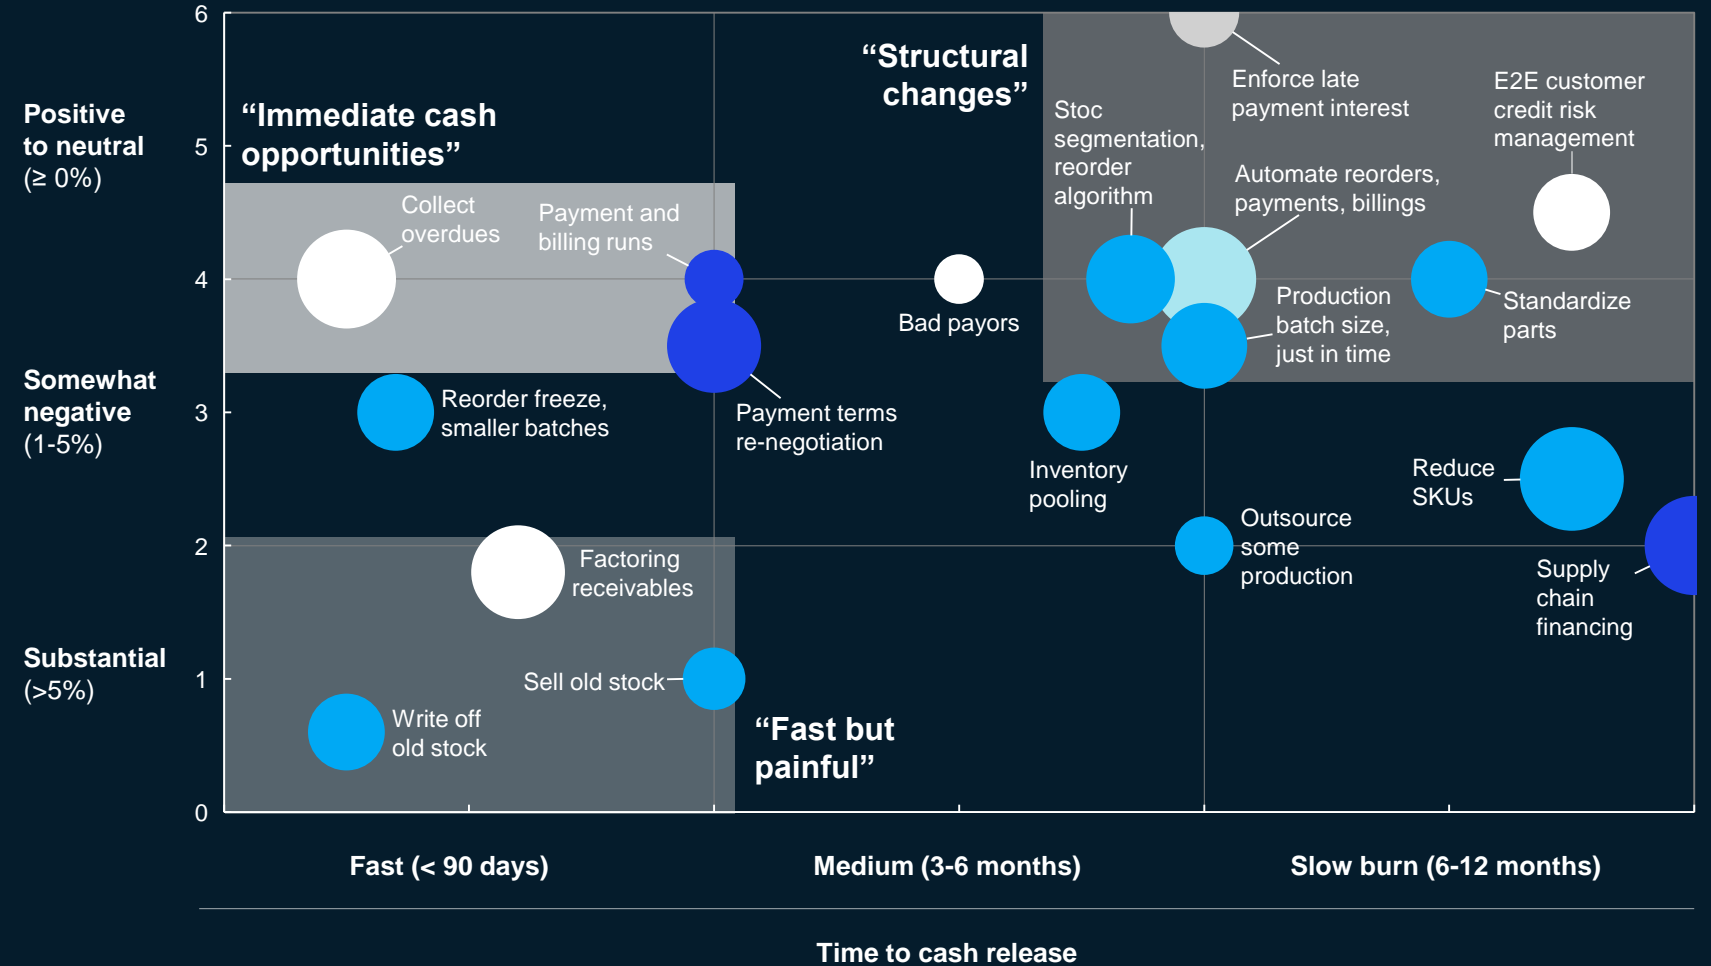 6
5
4
3
2
1
0
Positive
to neutral
(≥ 0%)
Somewhat
negative
(1-5%)
Substantial
(>5%)
“Immediate cash
opportunities”
Collect
overdues
Payment and
billing runs
Reorder freeze,
smaller batches
Payment terms
re-negotiation
Factoring
receivables
Sell old stock
Write off
old stock
“Fast but
painful”
“Structural
changes”
Bad payors
Stoc
segmentation,
reorder
algorithm
Enforce late
payment interest
Automate reorders,
payments, billings
E2E customer
credit risk
management
Production
batch size,
just in time
Standardize
parts
Inventory
pooling
Outsource
some
production
Reduce
SKUs
Supply
chain
financing
Fast (< 90 days)
Medium (3-6 months)
Slow burn (6-12 months)
Time to cash release